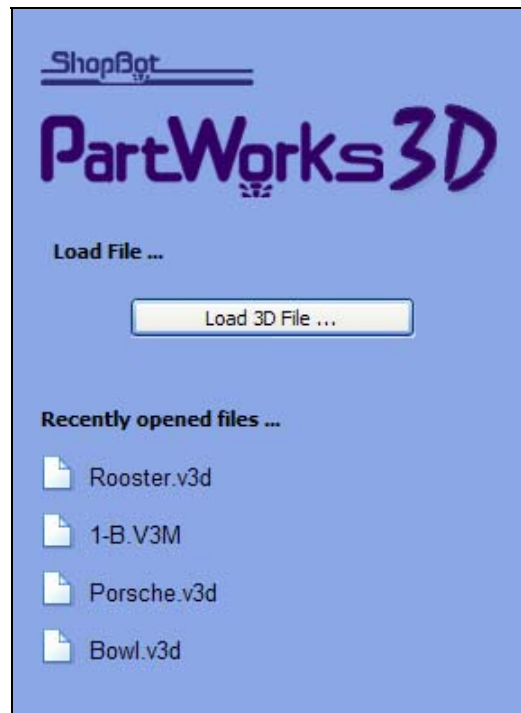 ShopBot
PartWorks3D
Load File ...
Load 3D File ...
Recently opened files ...
Rooster.v3d
1-B.V3M
Porsche.v3d
Bowl.v3d